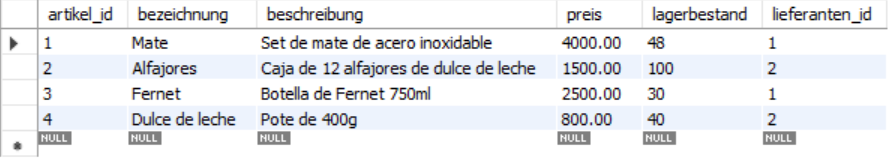 artikel_id bezeichnung beschreibung preis lagerbestand lieferanten_id
1 Mate Set de mate de acero inoxidable 4000.00 48 1
2 Alfajores Caja de 12 alfajores de dulce de leche 1500.00 100 2
3 Fernet Botella de Fernet 750ml 2500.00 30 1
4 Dulce de leche Pote de 400g 800.00 40 2
NULL NULL NULL NULL NULL NULL